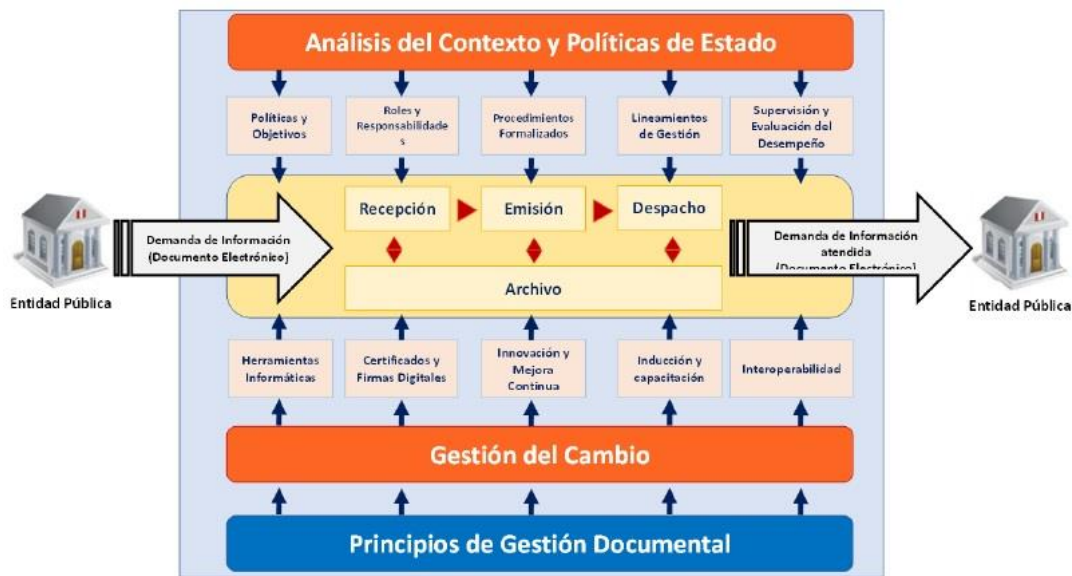 Análisis del Contexto y Políticas de Estado
Políticas y
Objetivos
Roles y
Responsabilidade
s
Procedimientos
Formalizados
Lineamientos
de Gestión
Supervisión y
Evaluación del
Desempeño
Recepción
Emisión
Despacho
Demanda de Información
(Documento Electrónico)
Demanda de Información
atendida
(Documento Electrónico)
Entidad Pública
Entidad Pública
Archivo
Herramientas
Informáticas
Certificados y
Firmas Digitales
Innovación y
Mejora
Continua
Inducción y
capacitación
Interoperabilidad
Gestión del Cambio
Principios de Gestión Documental